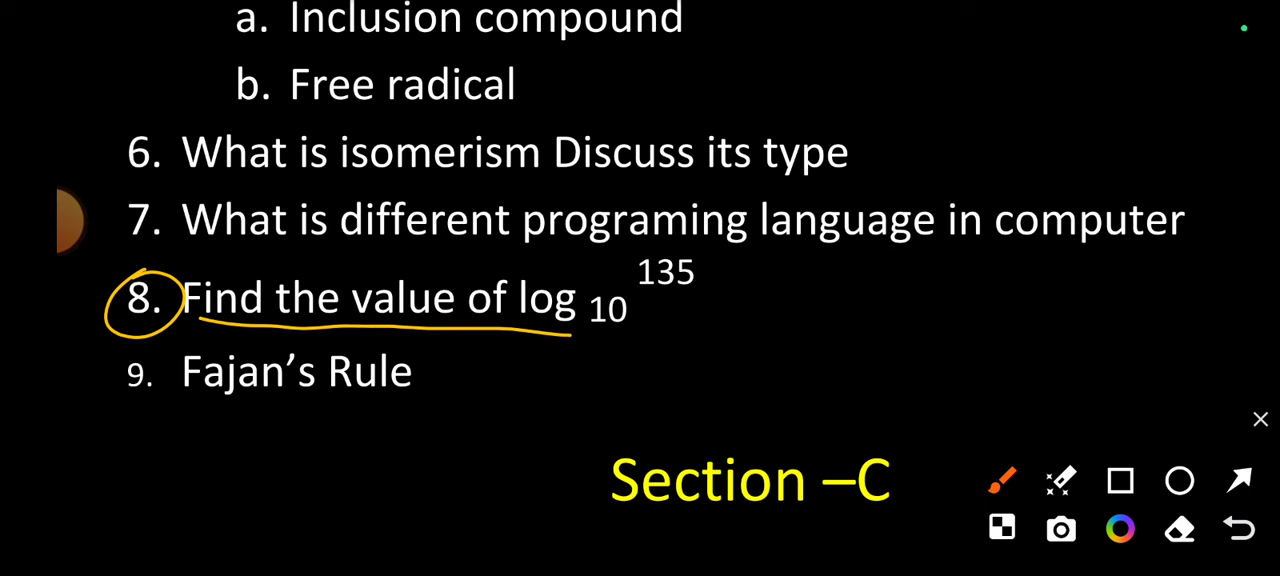 a. Inclusion compound
b. Free radical
6. What is isomerism Discuss its type
7. What is different programing language in computer
8. Find the value of log 10 135
9. Fajan’s Rule
Section –C